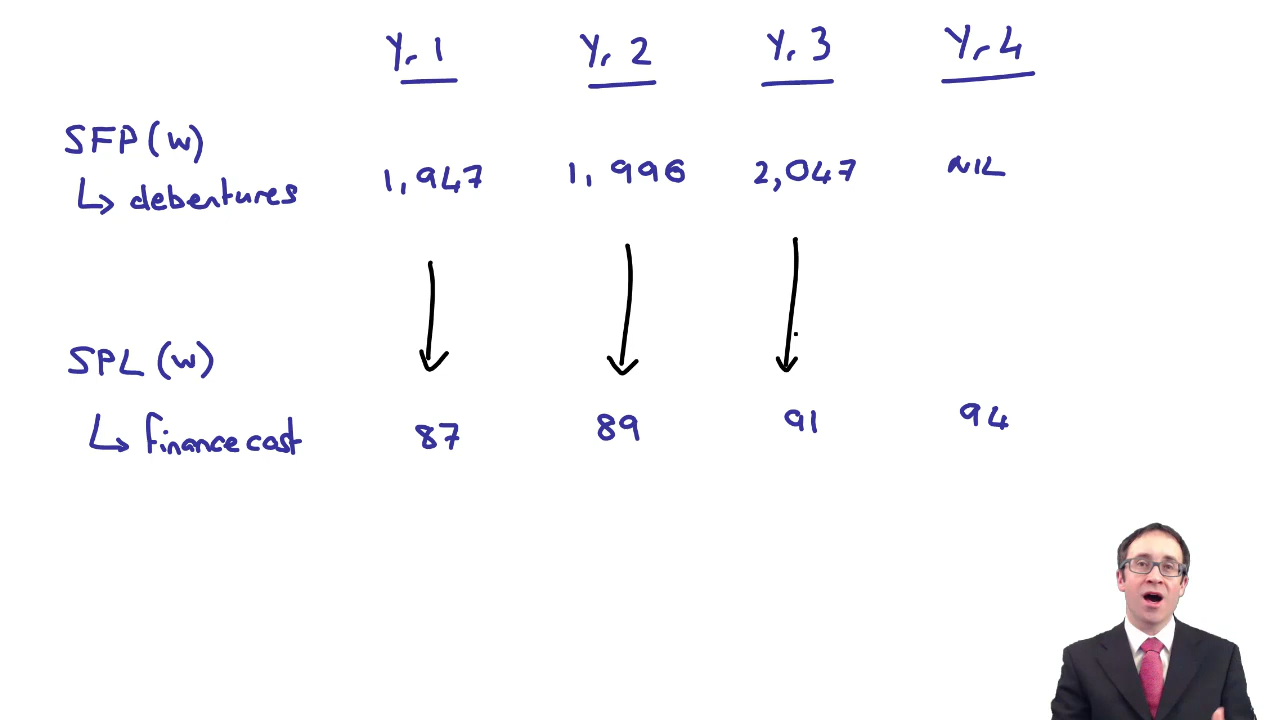 Yr 1 Yr 2 Yr 3 Yr 4
SFP (W)
↳ debentures 1,947 1,996 2,047 NIL
SPL (W)
↳ finance cost 87 89 91 94